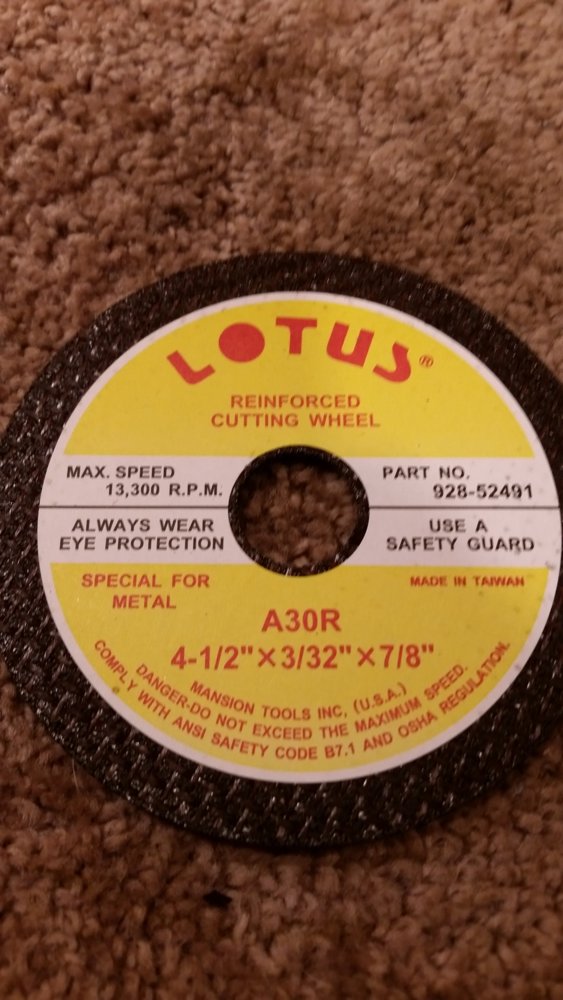 LOTUS®
REINFORCED
CUTTING WHEEL
MAX. SPEED
13,300 R.P.M.
PART NO.
928-52491
ALWAYS WEAR
EYE PROTECTION
USE A
SAFETY GUARD
SPECIAL FOR
METAL
MADE IN TAIWAN
A30R
4-1/2"×3/32"×7/8"
MANSION TOOLS INC, (U.S.A.)
DANGER-DO NOT EXCEED THE MAXIMUM SPEED.
COMPLY WITH ANSI SAFETY CODE B7.1 AND OSHA REGULATION.